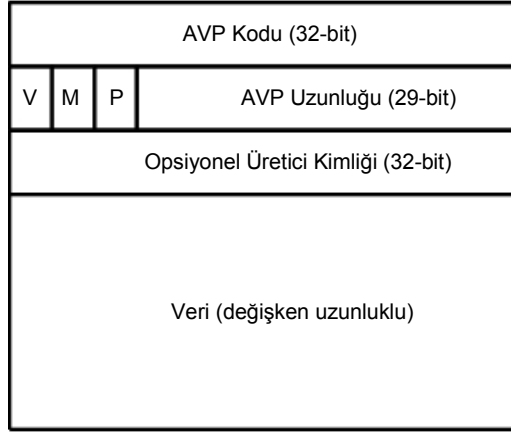 AVP Kodu (32-bit)
V M P AVP Uzunluğu (29-bit)
Opsiyonel Üretici Kimliği (32-bit)
Veri (değişken uzunluklu)